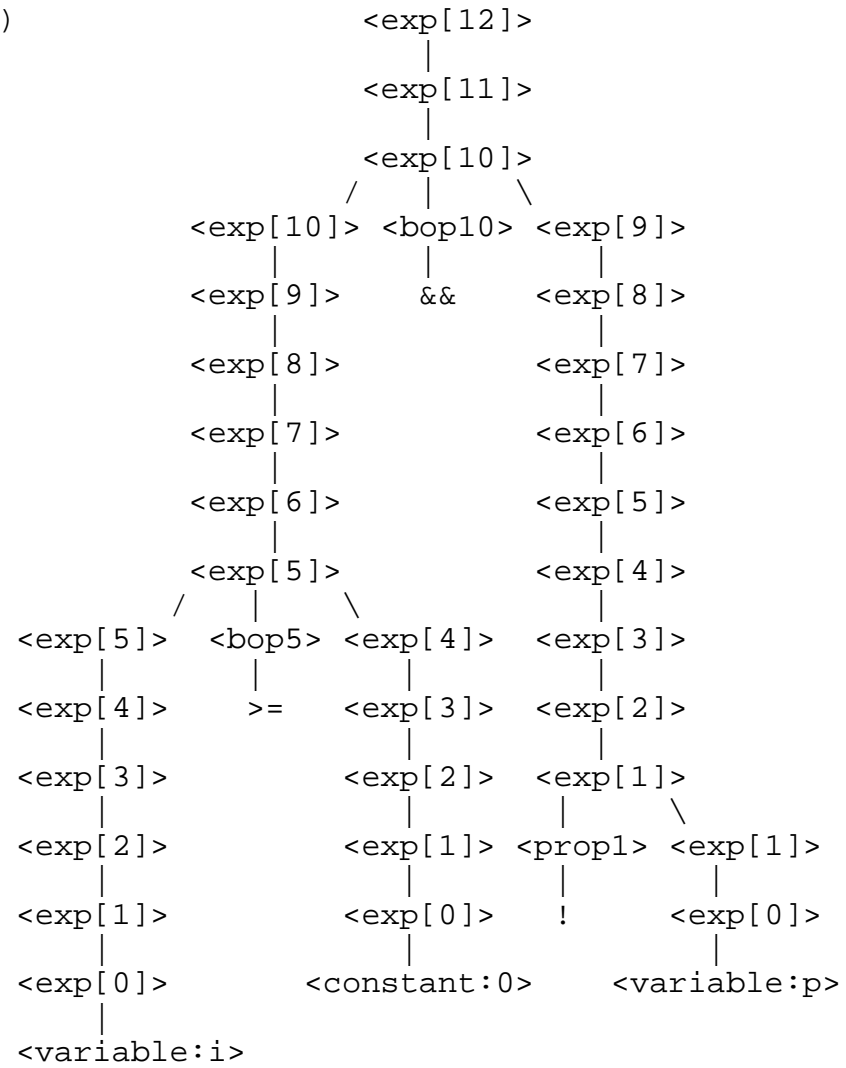 ) <exp[12]>
<exp[11]>
<exp[10]>
<exp[10]> <bop10> <exp[9]>
<exp[9]> && <exp[8]>
<exp[8]> <exp[7]>
<exp[7]> <exp[6]>
<exp[6]> <exp[5]>
<exp[5]> <exp[4]>
<exp[5]> <bop5> <exp[4]> <exp[3]>
<exp[4]> >= <exp[3]> <exp[2]>
<exp[3]> <exp[2]> <exp[1]>
<exp[2]> <exp[1]> <prop1> <exp[1]>
<exp[1]> <exp[0]> ! <exp[0]>
<exp[0]> <constant:0> <variable:p>
<variable:i>